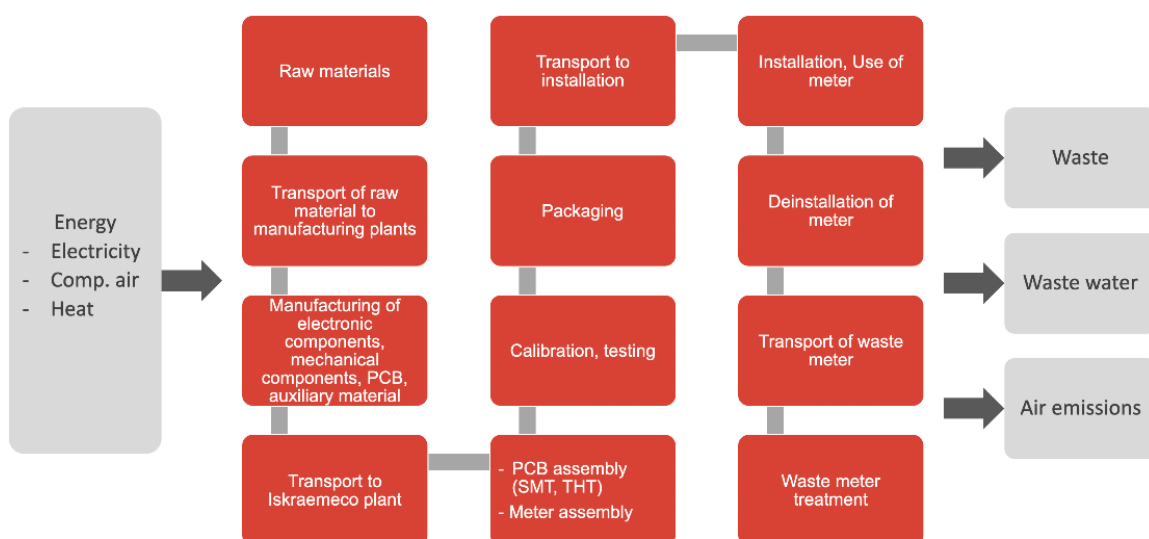 Energy
- Electricity
- Comp. air
- Heat
Raw materials
Transport of raw
material to
manufacturing plants
Manufacturing of
electronic
components,
mechanical
components, PCB,
auxiliary material
Transport to
Iskraemeco plant
- PCB assembly
(SMT, THT)
- Meter assembly
Calibration, testing
Packaging
Transport to
installation
Installation, Use of
meter
Deinstallation of
meter
Transport of waste
meter
Waste meter
treatment
Waste
Waste water
Air emissions